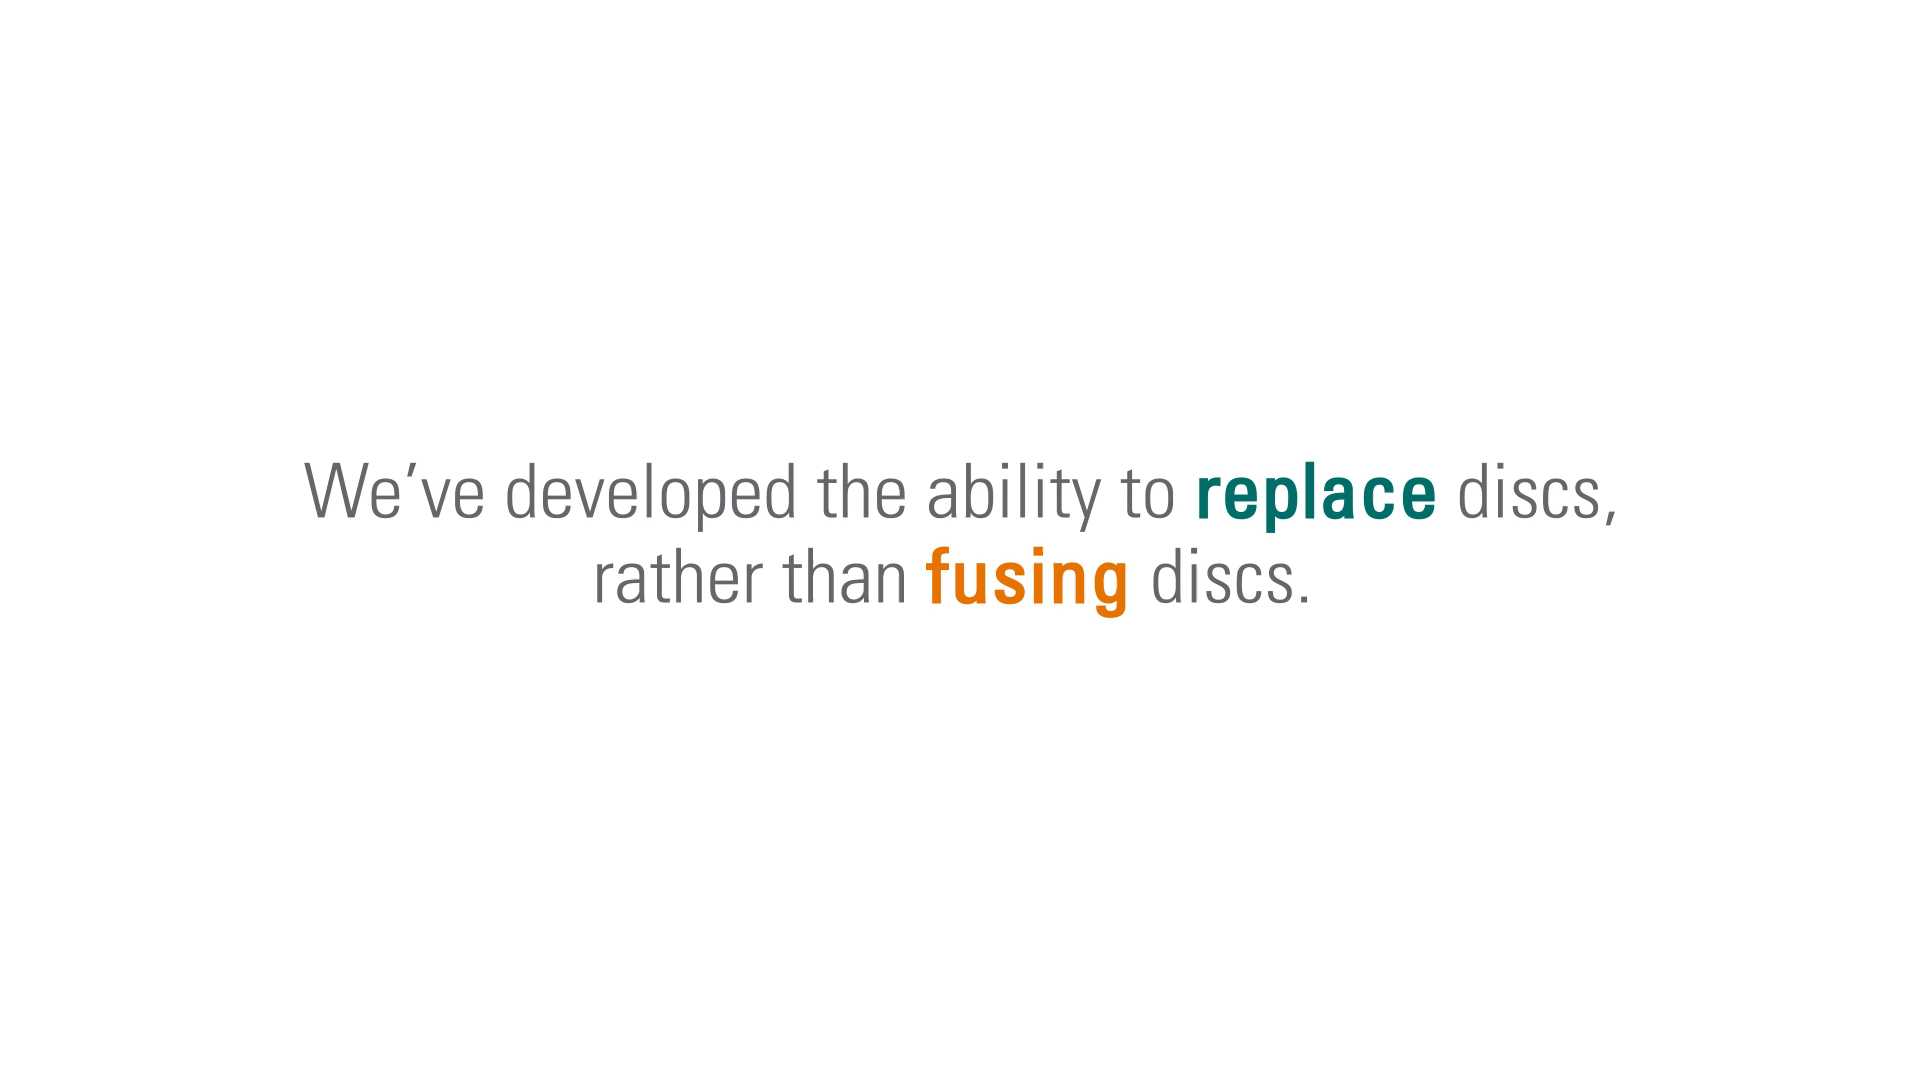 We’ve developed the ability to replace discs,
rather than fusing discs.